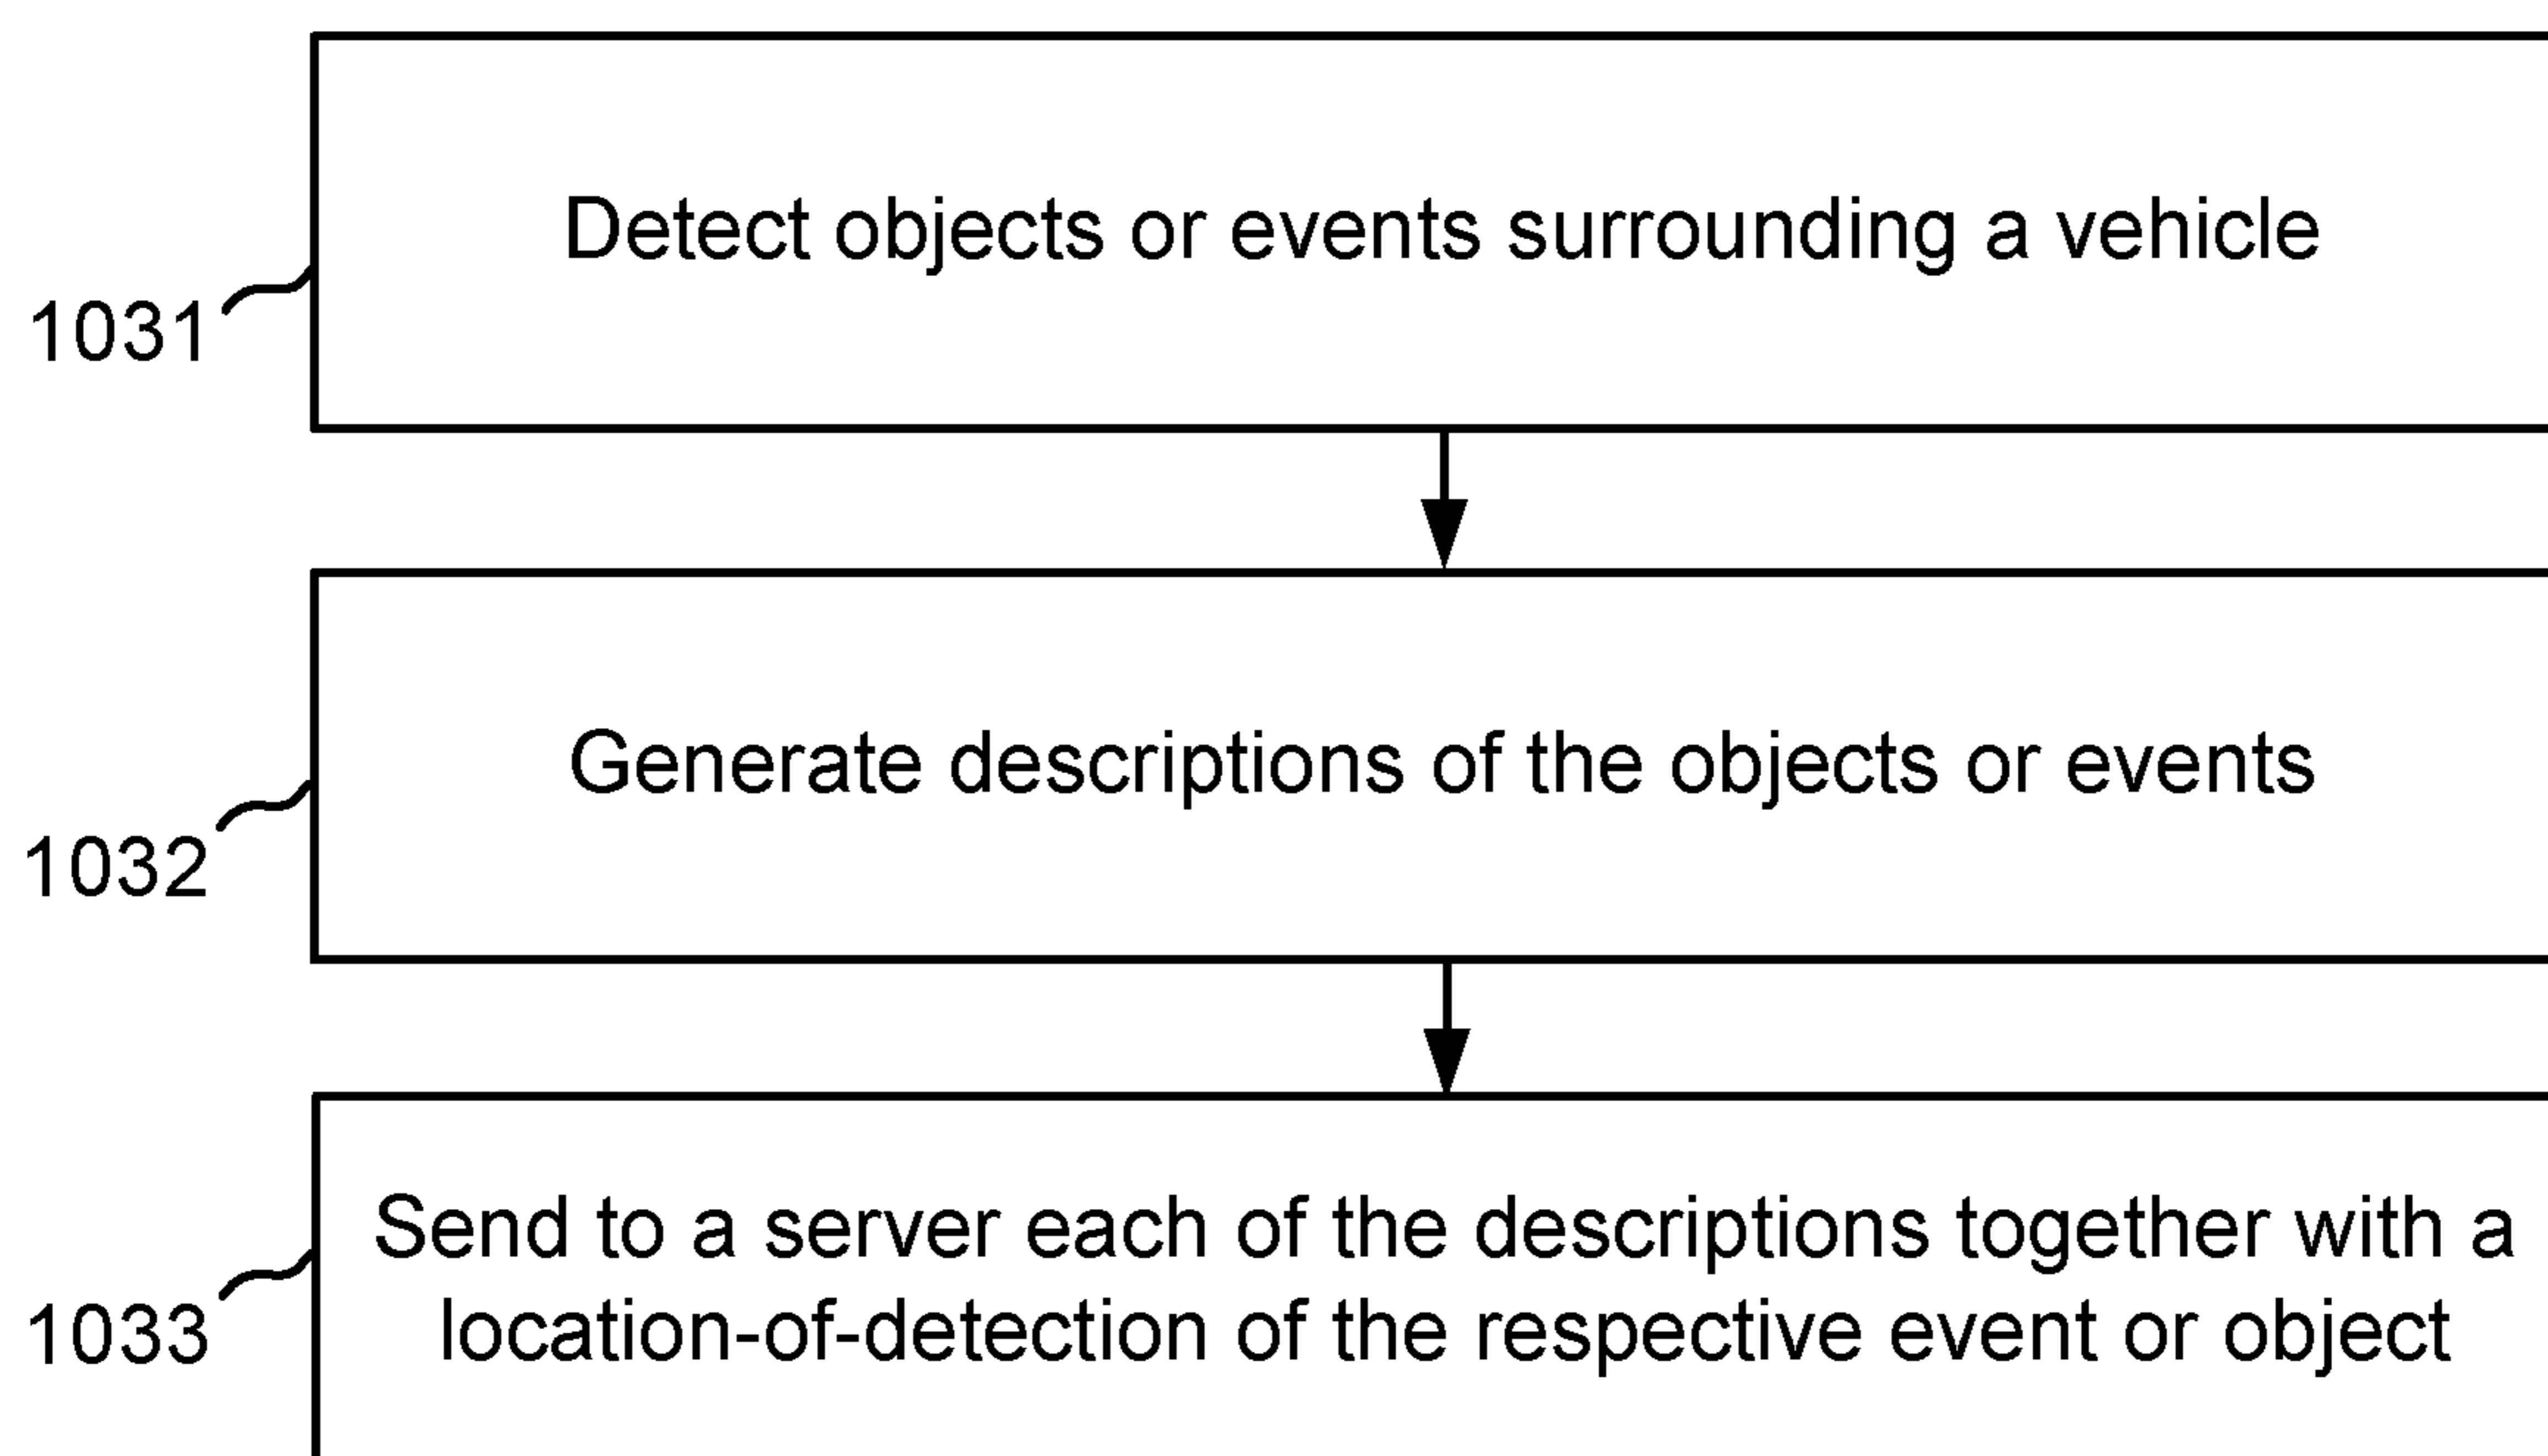 Detect objects or events surrounding a vehicle
1031
Generate descriptions of the objects or events
1032
Send to a server each of the descriptions together with a
location-of-detection of the respective event or object
1033